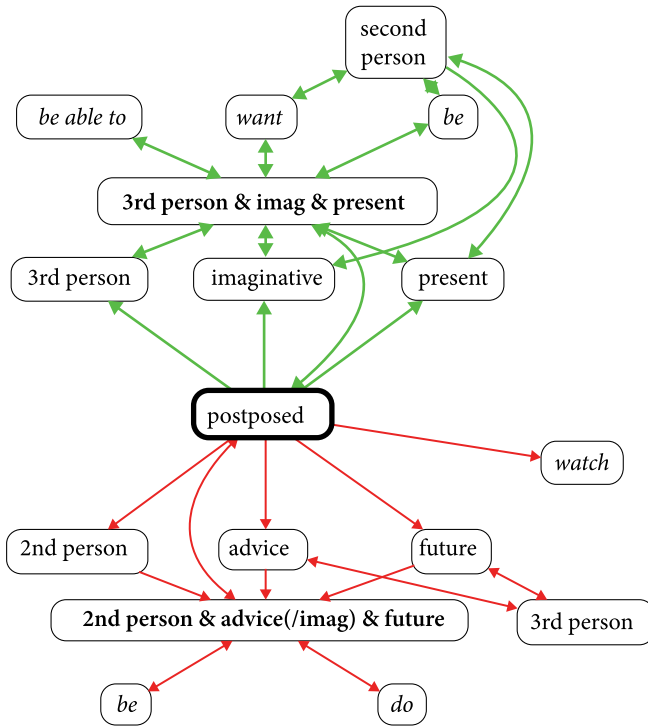 second
person
be able to
want
be
3rd person & imag & present
3rd person
imaginative
present
postposed
watch
2nd person
advice
future
2nd person & advice(/imag) & future
3rd person
be
do